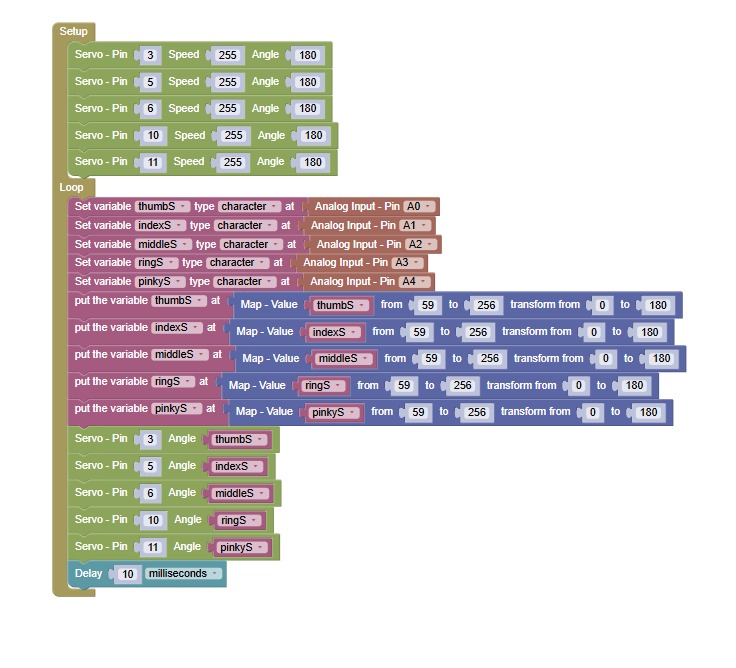 Setup
Servo - Pin 3 Speed 255 Angle 180
Servo - Pin 5 Speed 255 Angle 180
Servo - Pin 6 Speed 255 Angle 180
Servo - Pin 10 Speed 255 Angle 180
Servo - Pin 11 Speed 255 Angle 180
Loop
Set variable thumbS type character at Analog Input - Pin A0
Set variable indexS type character at Analog Input - Pin A1
Set variable middleS type character at Analog Input - Pin A2
Set variable ringS type character at Analog Input - Pin A3
Set variable pinkyS type character at Analog Input - Pin A4
put the variable thumbS at Map - Value thumbS from 59 to 256 transform from 0 to 180
put the variable indexS at Map - Value indexS from 59 to 256 transform from 0 to 180
put the variable middleS at Map - Value middleS from 59 to 256 transform from 0 to 180
put the variable ringS at Map - Value ringS from 59 to 256 transform from 0 to 180
put the variable pinkyS at Map - Value pinkyS from 59 to 256 transform from 0 to 180
Servo - Pin 3 Angle thumbS
Servo - Pin 5 Angle indexS
Servo - Pin 6 Angle middleS
Servo - Pin 10 Angle ringS
Servo - Pin 11 Angle pinkyS
Delay 10 milliseconds